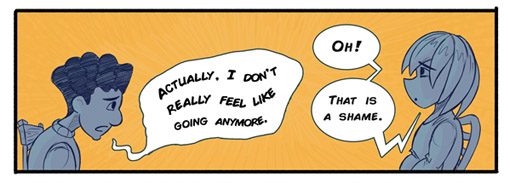 ACTUALLY, I DON'T
REALLY FEEL LIKE
GOING ANYMORE.
OH!
THAT IS
A SHAME.